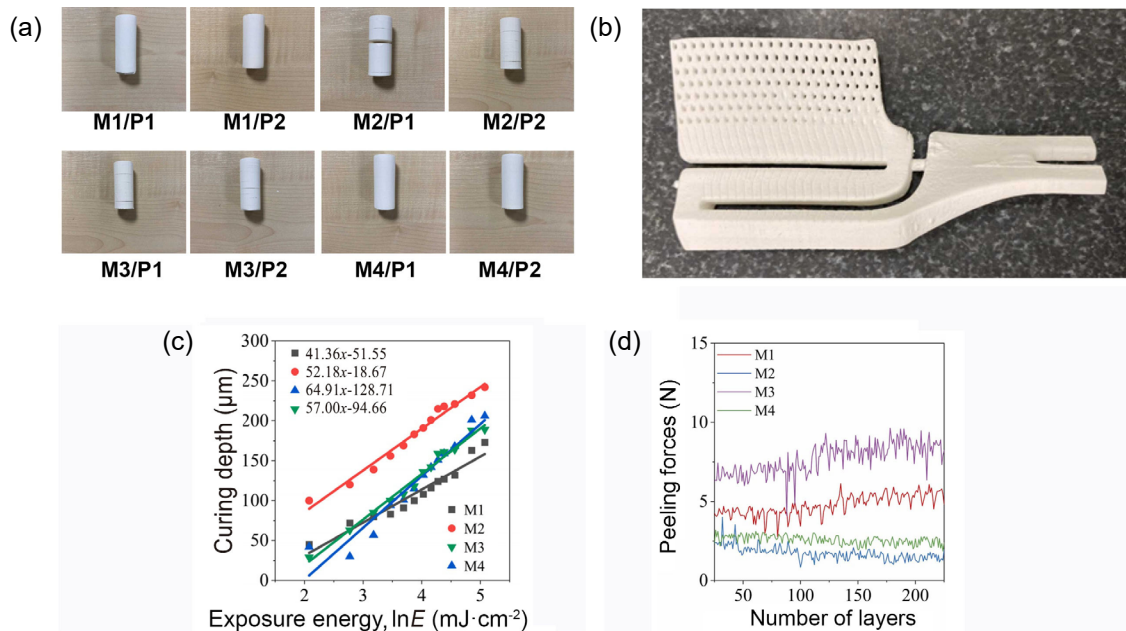 (a)
M1/P1 M1/P2 M2/P1 M2/P2
M3/P1 M3/P2 M4/P1 M4/P2
(b)
(c)
300
250
200
150
100
50
0
Curing depth (μm)
41.36x-51.55
52.18x-18.67
64.91x-128.71
57.00x-94.66
M1
M2
M3
M4
2 3 4 5
Exposure energy, lnE (mJ·cm⁻²)
(d)
15
10
5
0
Peeling forces (N)
M1
M2
M3
M4
50 100 150 200
Number of layers